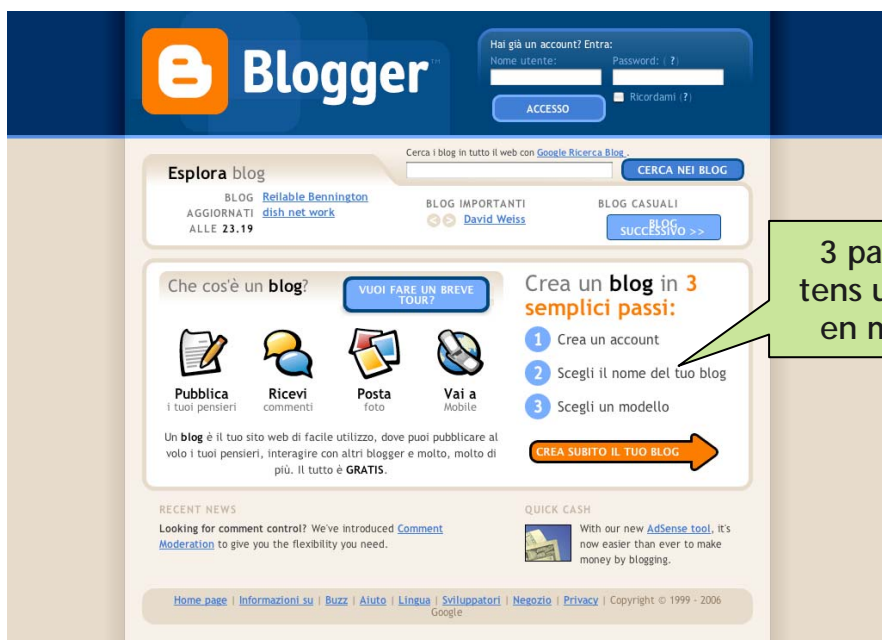 Blogger™
Hai già un account? Entra:
Nome utente:
Password: ( ?)
ACCESSO
Ricordami (?)
Cerca i blog in tutto il web con Google Ricerca Blog .
CERCA NEI BLOG
Esplora blog
BLOG AGGIORNATI ALLE 23.19
Reilable Bennington
dish net work
BLOG IMPORTANTI
David Weiss
BLOG CASUALI
BLOG
SUCCESSIVO >>
Che cos'è un blog?
VUOI FARE UN BREVE
TOUR?
Pubblica
i tuoi pensieri
Ricevi
commenti
Posta
foto
Vai a
Mobile
Un blog è il tuo sito web di facile utilizzo, dove puoi pubblicare al
volo i tuoi pensieri, interagire con altri blogger e molto, molto di
più. Il tutto è GRATIS.
Crea un blog in 3
semplici passi:
1 Crea un account
2 Scegli il nome del tuo blog
3 Scegli un modello
CREA SUBITO IL TUO BLOG
3
tens
en
RECENT NEWS
Looking for comment control? We've introduced Comment
Moderation to give you the flexibility you need.
QUICK CASH
With our new AdSense tool, it's
now easier than ever to make
money by blogging.
Home page | Informazioni su | Buzz | Aiuto | Lingua | Sviluppatori | Negozio | Privacy | Copyright © 1999 - 2006
Google